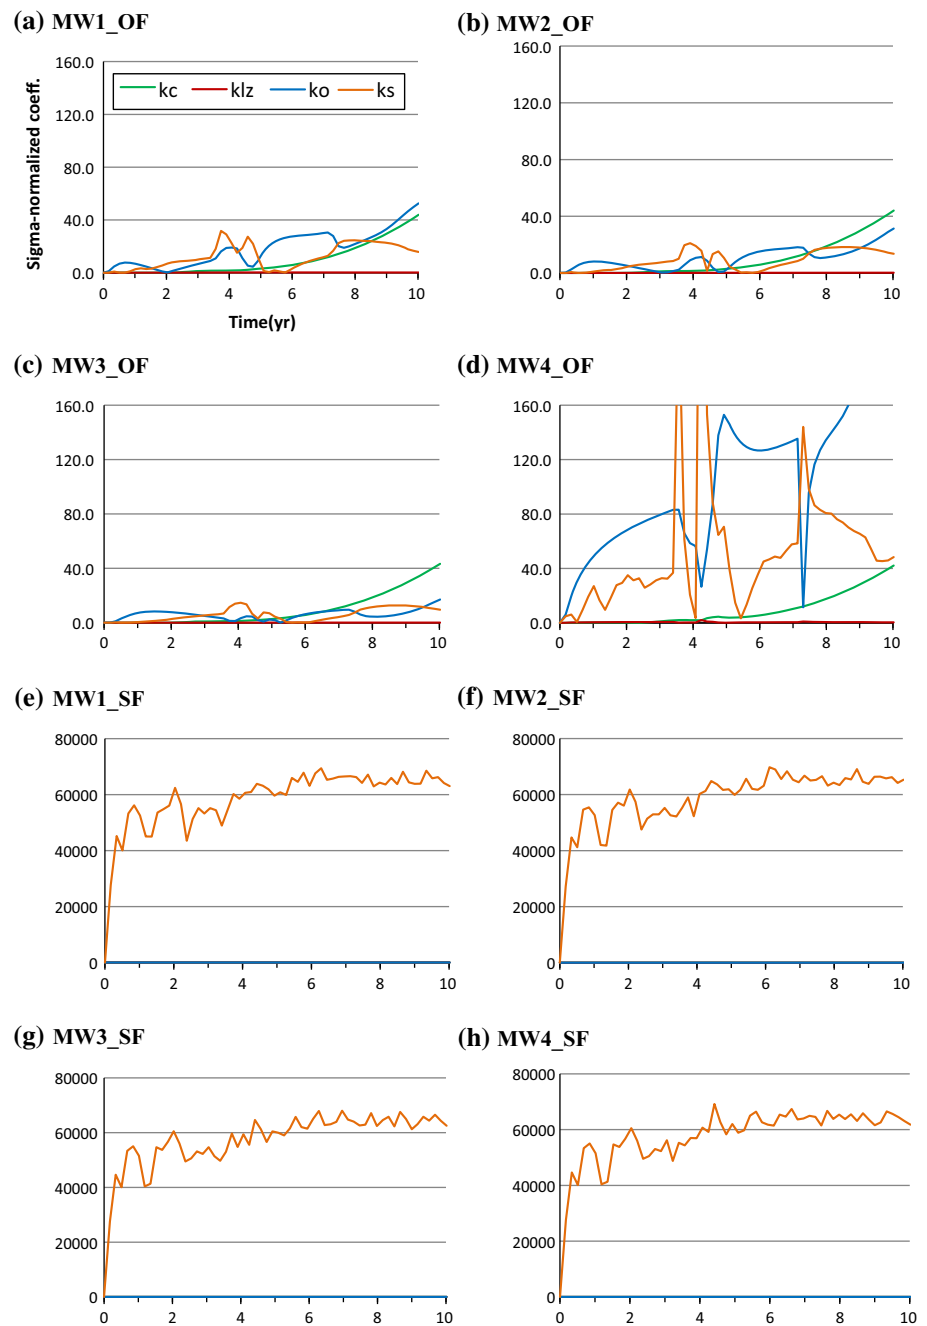 (a) MW1_OF
(b) MW2_OF
Sigma-normalized coeff.
160.0
120.0
80.0
40.0
0.0
kc klz ko ks
0 2 4 6 8 10
Time(yr)
160.0
120.0
80.0
40.0
0.0
0 2 4 6 8 10
(c) MW3_OF
(d) MW4_OF
160.0
120.0
80.0
40.0
0.0
0 2 4 6 8 10
160.0
120.0
80.0
40.0
0.0
0 2 4 6 8 10
(e) MW1_SF
(f) MW2_SF
80000
60000
40000
20000
0
0 2 4 6 8 10
80000
60000
40000
20000
0
0 2 4 6 8 10
(g) MW3_SF
(h) MW4_SF
80000
60000
40000
20000
0
0 2 4 6 8 10
80000
60000
40000
20000
0
0 2 4 6 8 10